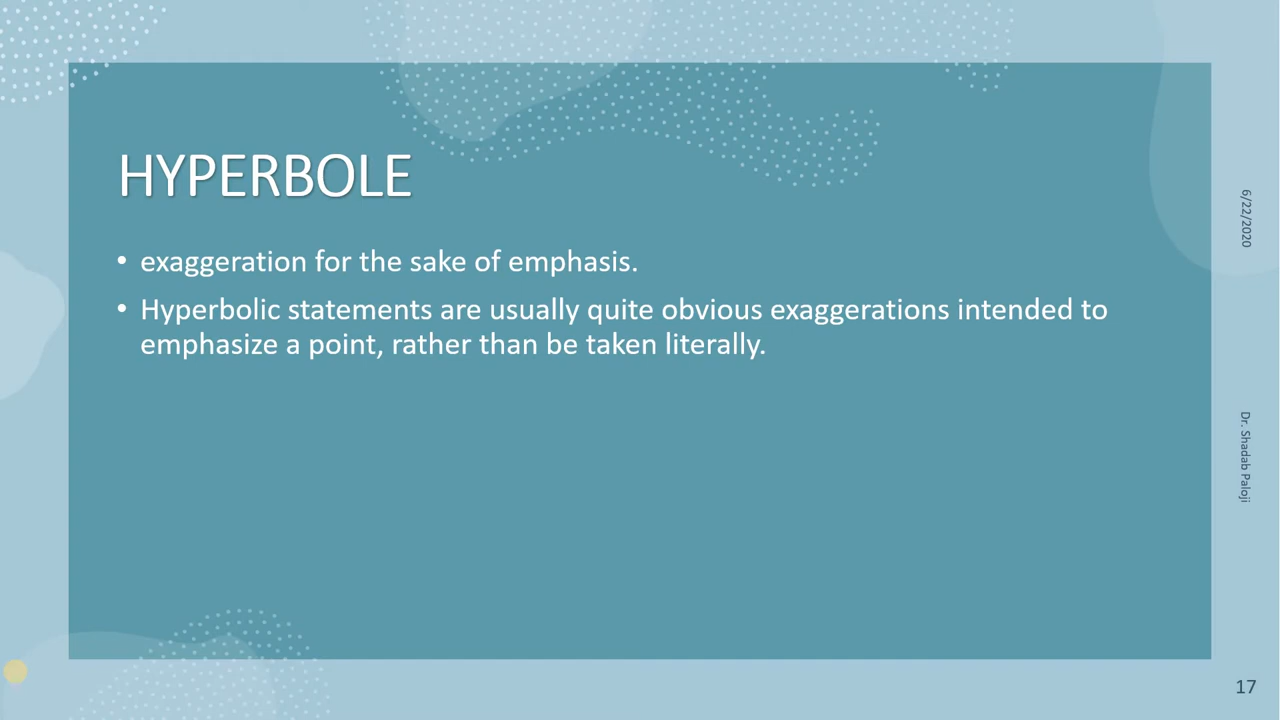 HYPERBOLE
• exaggeration for the sake of emphasis.
• Hyperbolic statements are usually quite obvious exaggerations intended to
emphasize a point, rather than be taken literally.
6/22/2020
Dr. Shadab Paloji
17